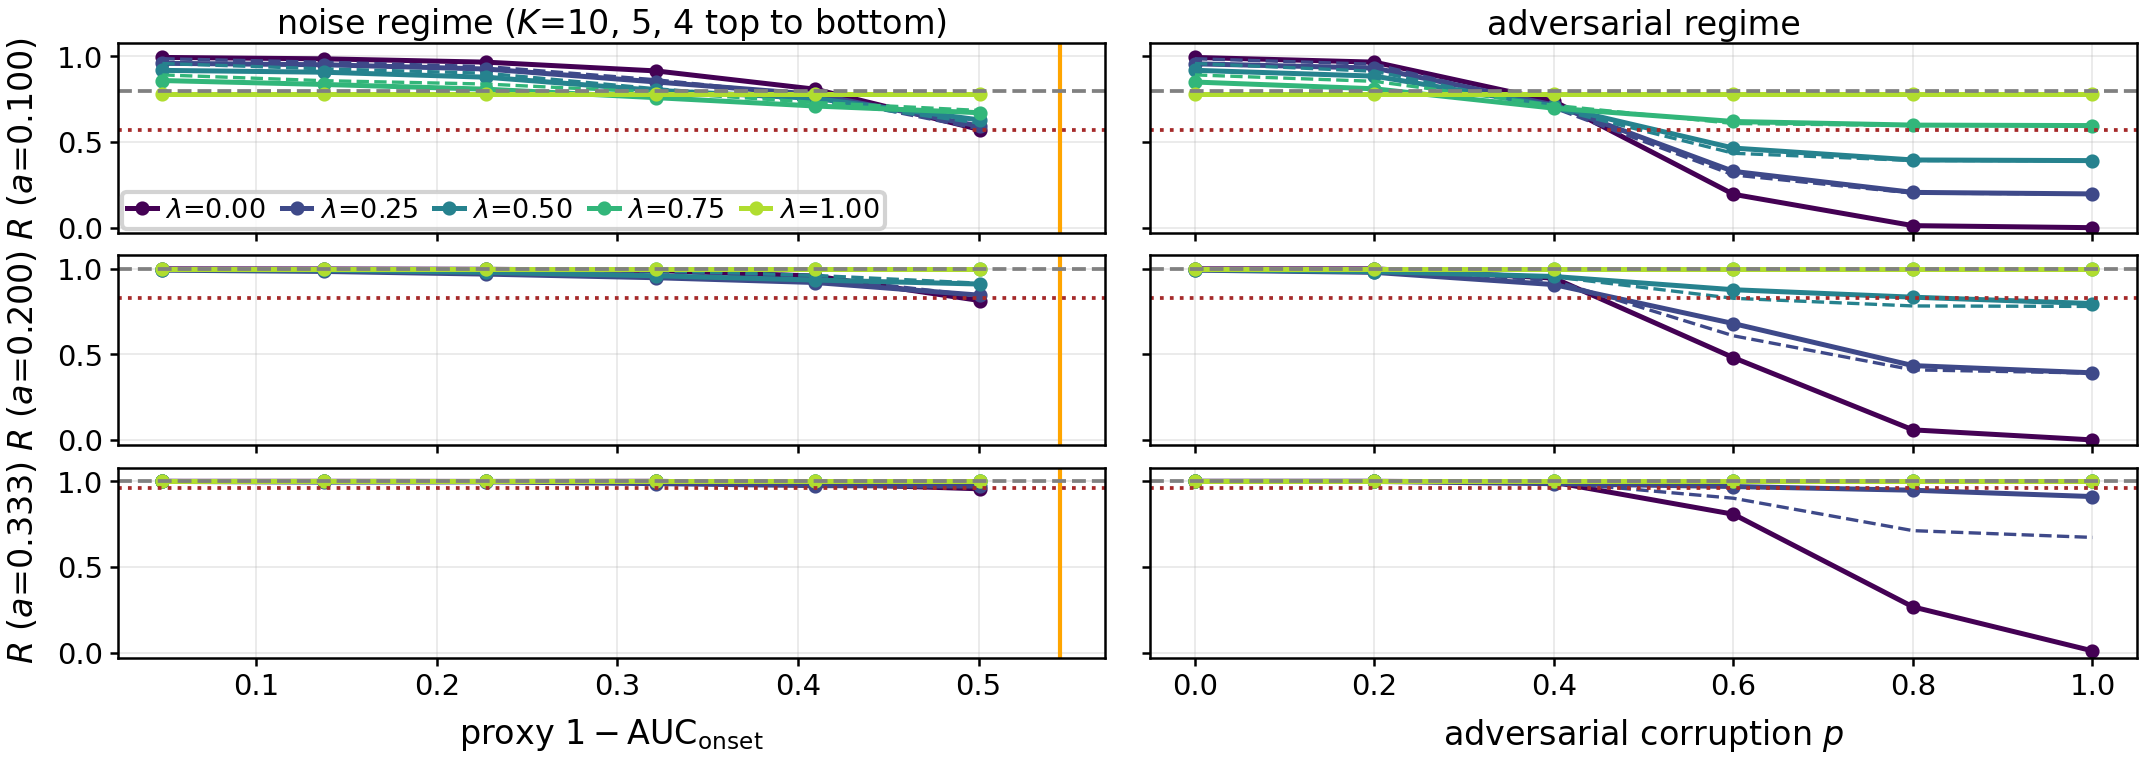 noise regime (K=10, 5, 4 top to bottom)
adversarial regime
R (a=0.100)
1.0
0.5
0.0
λ=0.00 λ=0.25 λ=0.50 λ=0.75 λ=1.00
R (a=0.200)
1.0
0.5
0.0
R (a=0.333)
1.0
0.5
0.0
0.1 0.2 0.3 0.4 0.5
0.0 0.2 0.4 0.6 0.8 1.0
proxy 1 − AUC_onset
adversarial corruption p